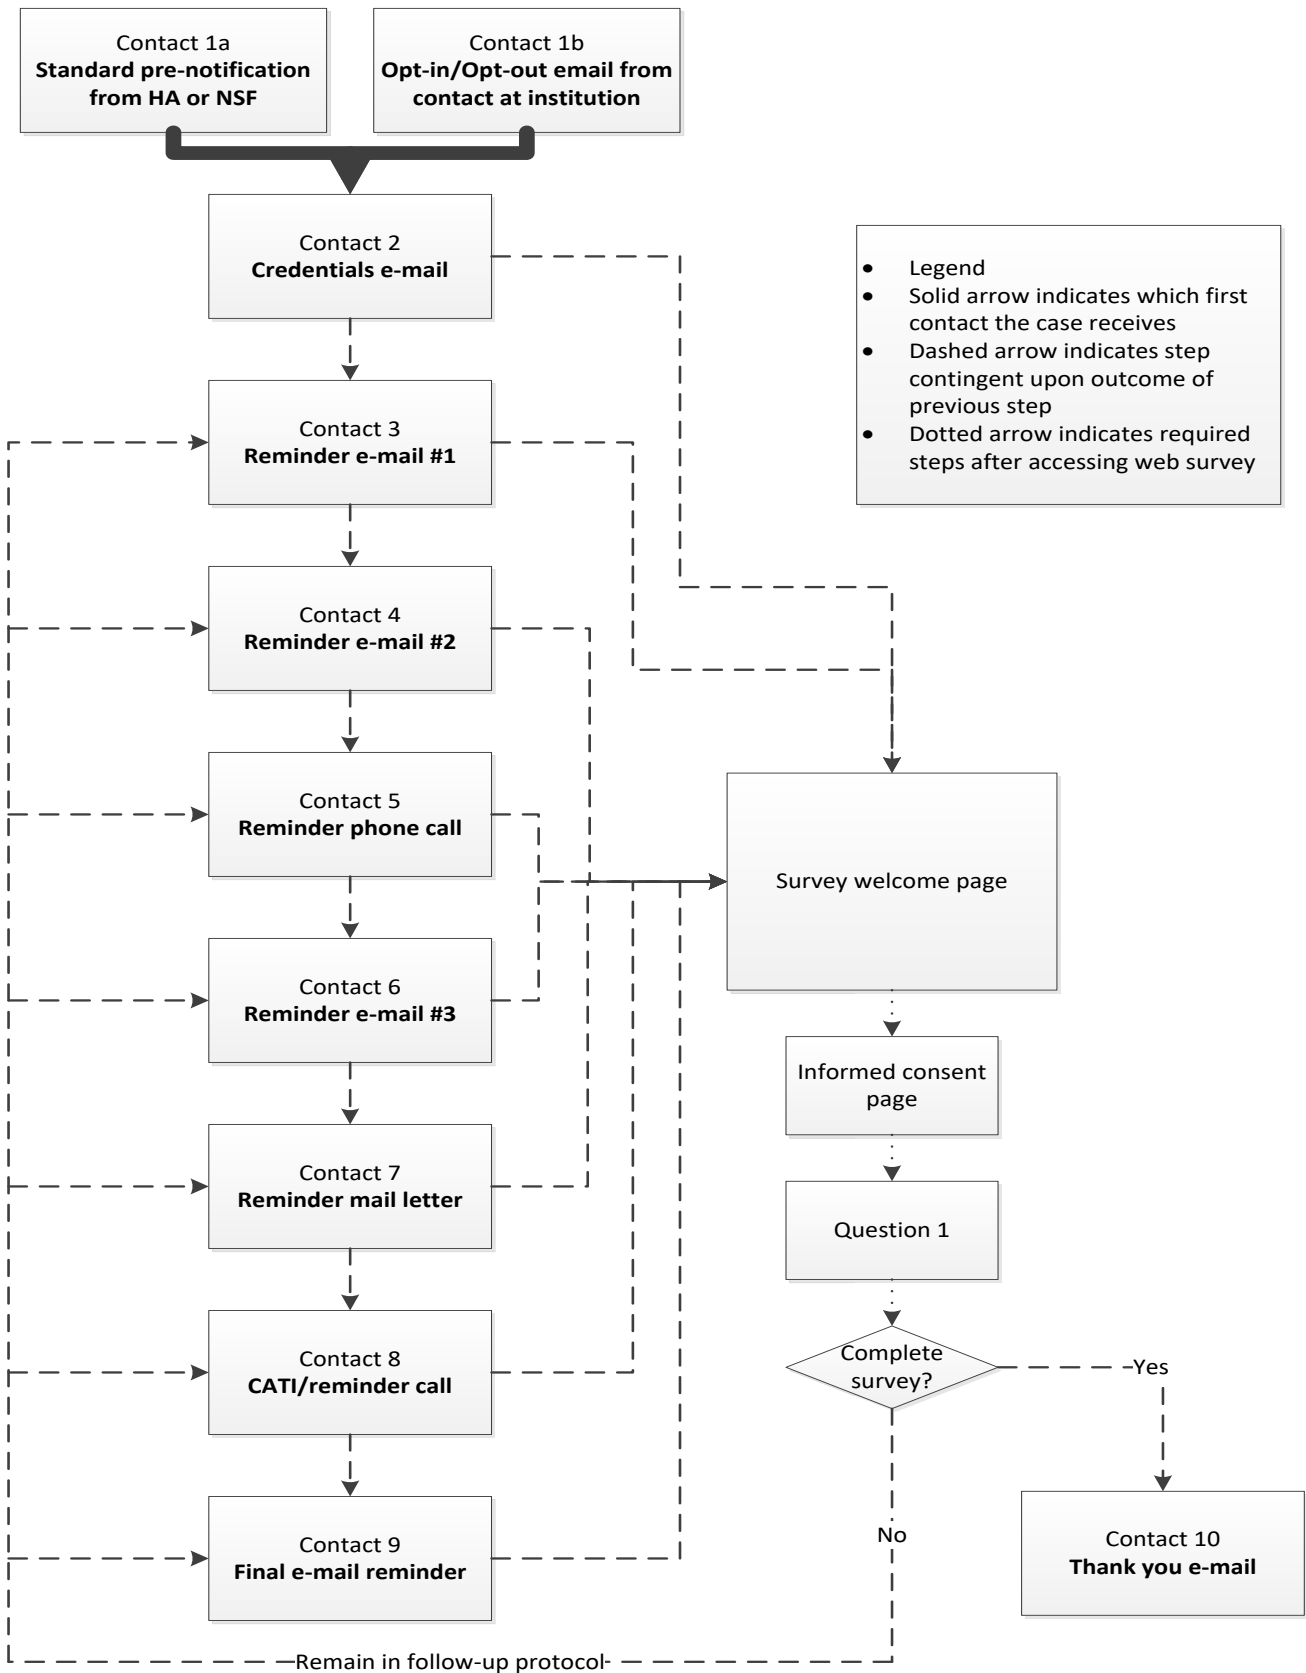 Contact 1a
Standard pre-notification
from HA or NSF
Contact 1b
Opt-in/Opt-out email from
contact at institution
Contact 2
Credentials e-mail
• Legend
• Solid arrow indicates which first
contact the case receives
• Dashed arrow indicates step
contingent upon outcome of
previous step
• Dotted arrow indicates required
steps after accessing web survey
Contact 3
Reminder e-mail #1
Contact 4
Reminder e-mail #2
Contact 5
Reminder phone call
Survey welcome page
Contact 6
Reminder e-mail #3
Informed consent
page
Contact 7
Reminder mail letter
Question 1
Contact 8
CATI/reminder call
Complete
survey?
Yes
Contact 9
Final e-mail reminder
No
Contact 10
Thank you e-mail
Remain in follow-up protocol